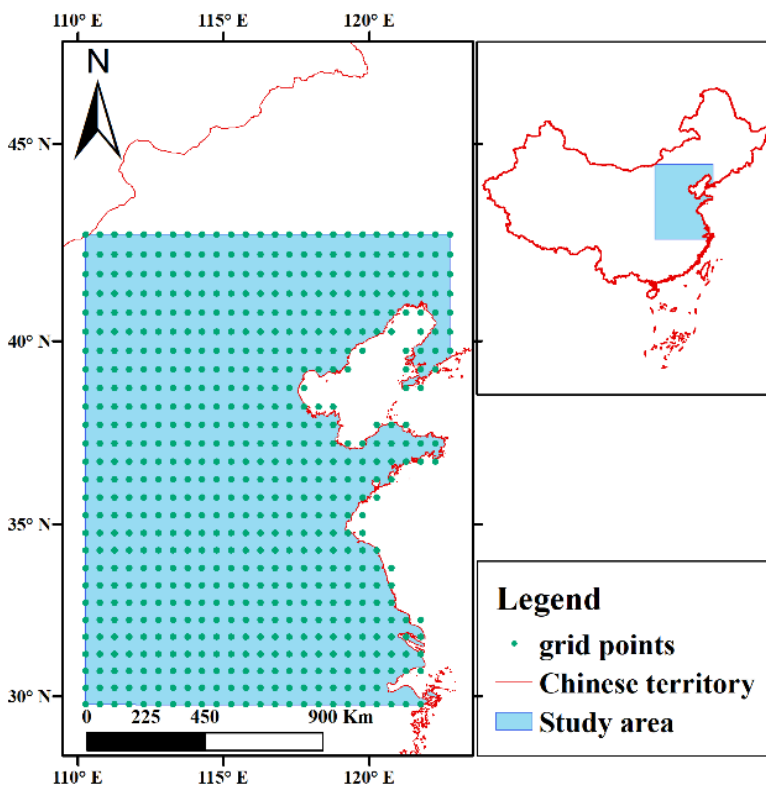 110° E 115° E 120° E
N
45° N
40° N
35° N
30° N
0 225 450 900 Km
110° E 115° E 120° E
Legend
grid points
Chinese territory
Study area